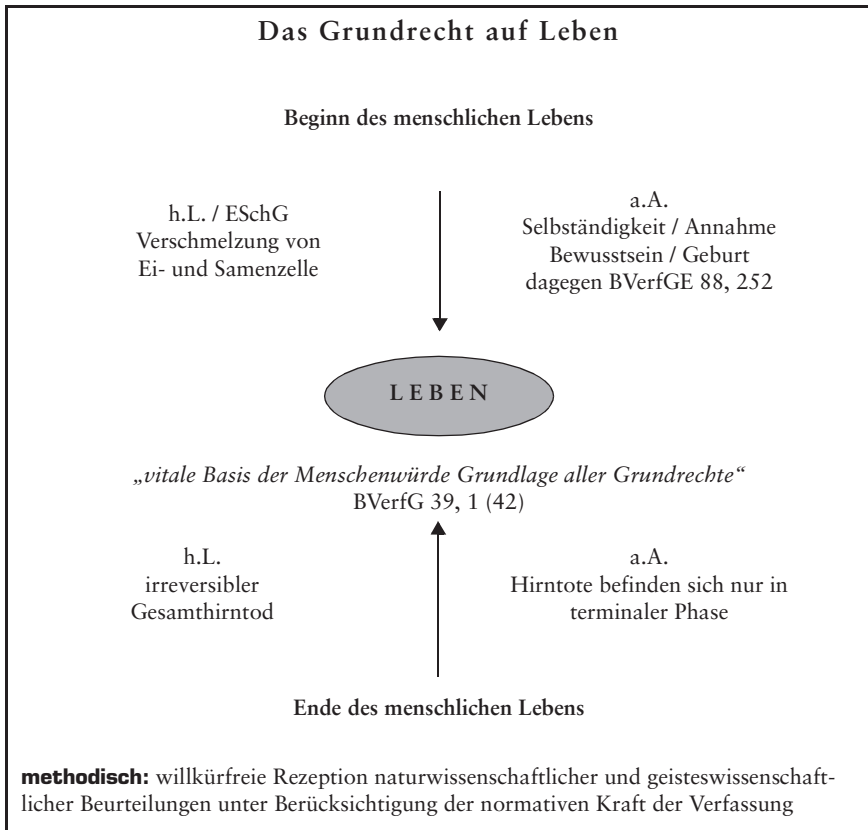 Das Grundrecht auf Leben
Beginn des menschlichen Lebens
h.L. / ESchG
Verschmelzung von
Ei- und Samenzelle
a.A.
Selbständigkeit / Annahme
Bewusstsein / Geburt
dagegen BVerfGE 88, 252
LEBEN
„vitale Basis der Menschenwürde Grundlage aller Grundrechte“
BVerfG 39, 1 (42)
h.L.
irreversibler
Gesamthirntod
a.A.
Hirntote befinden sich nur in
terminaler Phase
Ende des menschlichen Lebens
methodisch: willkürfreie Rezeption naturwissenschaftlicher und geisteswissenschaft-
licher Beurteilungen unter Berücksichtigung der normativen Kraft der Verfassung